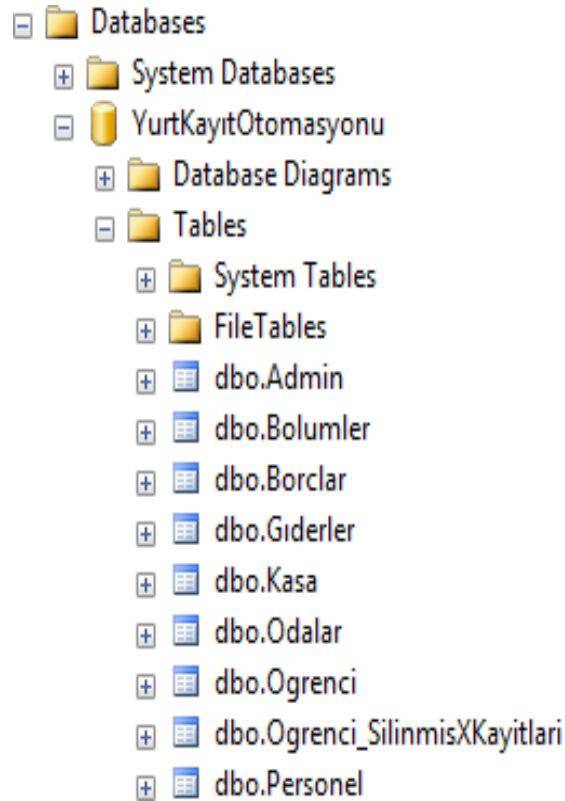 Databases
System Databases
YurtKayıtOtomasyonu
Database Diagrams
Tables
System Tables
FileTables
dbo.Admin
dbo.Bolumler
dbo.Borclar
dbo.Gıderler
dbo.Kasa
dbo.Odalar
dbo.Ogrenci
dbo.Ogrenci_SilinmisXKayitlari
dbo.Personel